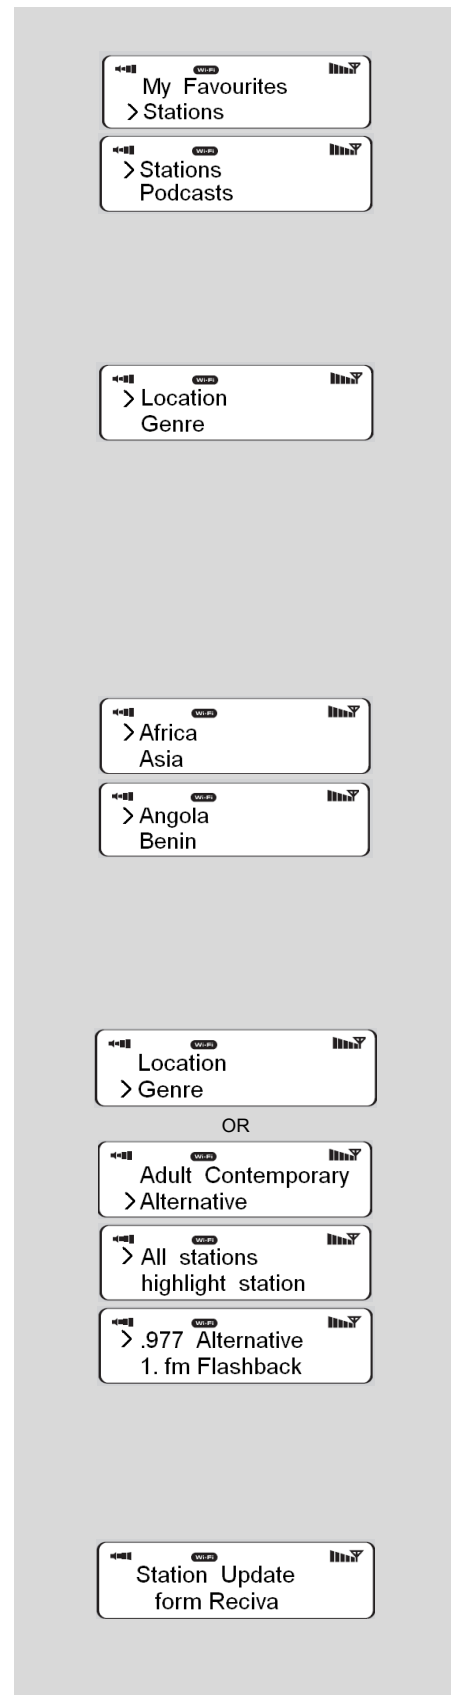 Wi-Fi
My Favourites
> Stations
Wi-Fi
> Stations
Podcasts
Wi-Fi
> Location
Genre
Wi-Fi
> Africa
Asia
Wi-Fi
> Angola
Benin
Wi-Fi
Location
> Genre
OR
Wi-Fi
Adult Contemporary
> Alternative
Wi-Fi
> All stations
highlight station
Wi-Fi
> .977 Alternative
1. fm Flashback
Wi-Fi
Station Update
form Reciva